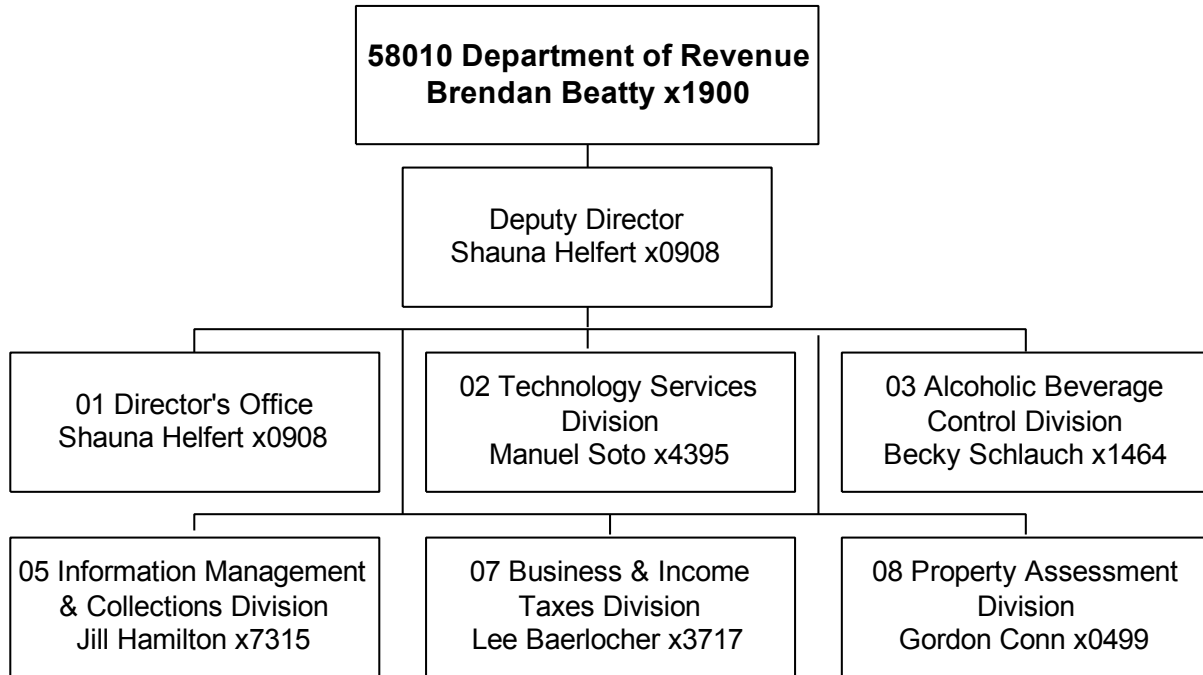 58010 Department of Revenue
Brendan Beatty x1900
Deputy Director
Shauna Helfert x0908
01 Director's Office
Shauna Helfert x0908
02 Technology Services
Division
Manuel Soto x4395
03 Alcoholic Beverage
Control Division
Becky Schlauch x1464
05 Information Management
& Collections Division
Jill Hamilton x7315
07 Business & Income
Taxes Division
Lee Baerlocher x3717
08 Property Assessment
Division
Gordon Conn x0499